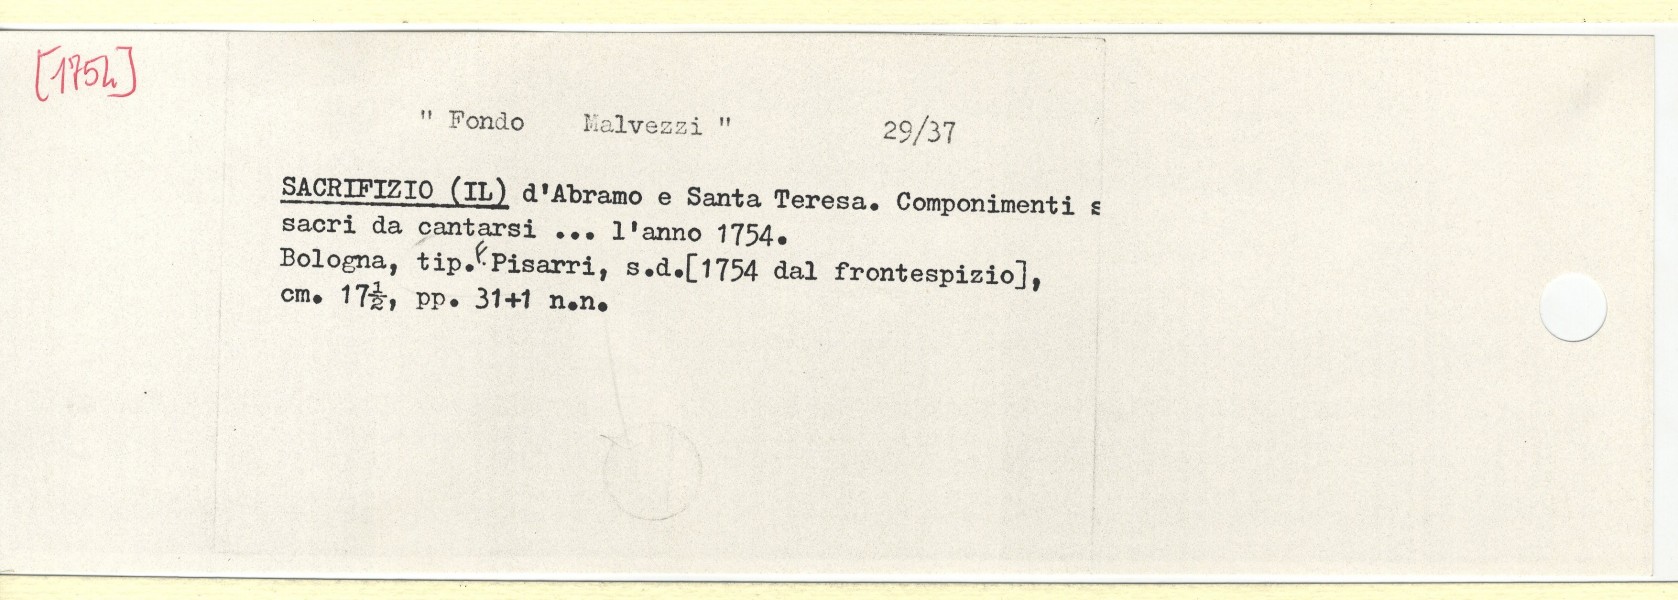 [1754]
" Fondo Malvezzi " 29/37
SACRIFIZIO (IL) d'Abramo e Santa Teresa. Componimenti s
sacri da cantarsi ... l'anno 1754.
Bologna, tip. F. Pisarri, s.d.[1754 dal frontespizio],
cm. 17½, pp. 31+1 n.n.